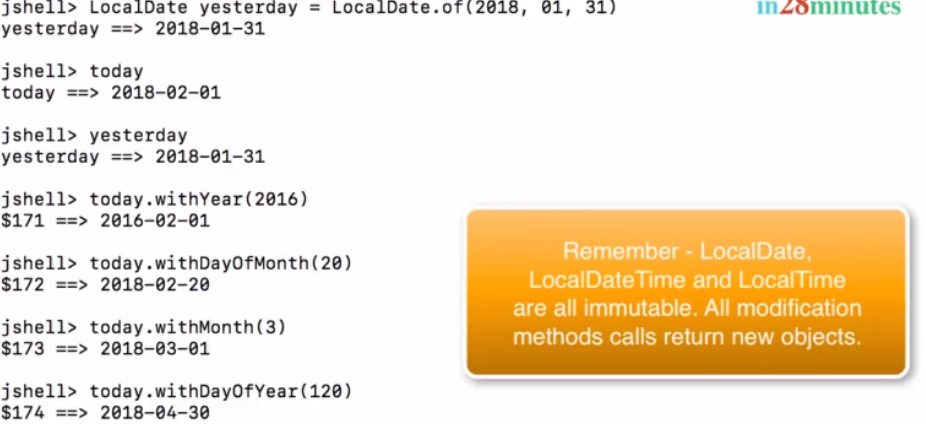 jshell> LocalDate yesterday = LocalDate.of(2018, 01, 31)
in28minutes
yesterday ==> 2018-01-31
jshell> today
today ==> 2018-02-01
jshell> yesterday
yesterday ==> 2018-01-31
jshell> today.withYear(2016)
$171 ==> 2016-02-01
jshell> today.withDayOfMonth(20)
$172 ==> 2018-02-20
jshell> today.withMonth(3)
$173 ==> 2018-03-01
jshell> today.withDayOfYear(120)
$174 ==> 2018-04-30
Remember - LocalDate,
LocalDateTime and LocalTime
are all immutable. All modification
methods calls return new objects.